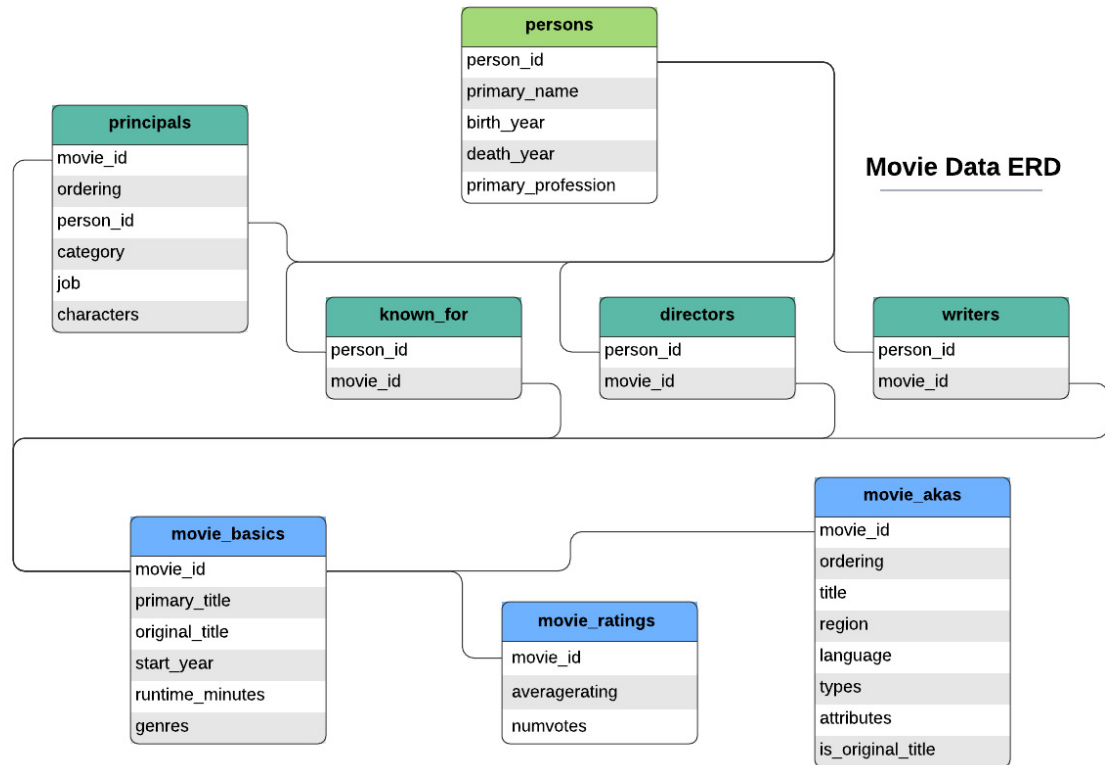 persons
person_id
primary_name
birth_year
death_year
primary_profession
principals
movie_id
ordering
person_id
category
job
characters
Movie Data ERD
known_for
person_id
movie_id
directors
person_id
movie_id
writers
person_id
movie_id
movie_basics
movie_id
primary_title
original_title
start_year
runtime_minutes
genres
movie_ratings
movie_id
averagerating
numvotes
movie_akas
movie_id
ordering
title
region
language
types
attributes
is_original_title